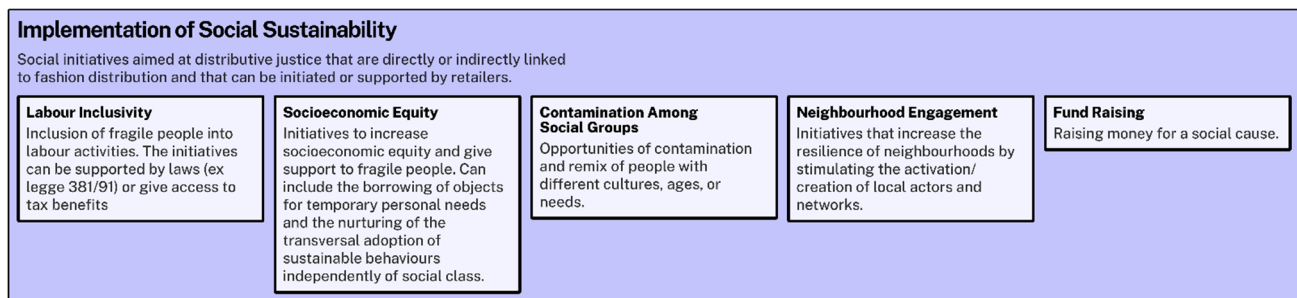 Implementation of Social Sustainability
Social initiatives aimed at distributive justice that are directly or indirectly linked
to fashion distribution and that can be initiated or supported by retailers.
Labour Inclusivity
Inclusion of fragile people into
labour activities. The initiatives
can be supported by laws (ex
legge 381/91) or give access to
tax benefits
Socioeconomic Equity
Initiatives to increase
socioeconomic equity and give
support to fragile people. Can
include the borrowing of objects
for temporary personal needs
and the nurturing of the
transversal adoption of
sustainable behaviours
independently of social class.
Contamination Among
Social Groups
Opportunities of contamination
and remix of people with
different cultures, ages, or
needs.
Neighbourhood Engagement
Initiatives that increase the
resilience of neighbourhoods by
stimulating the activation/
creation of local actors and
networks.
Fund Raising
Raising money for a social cause.